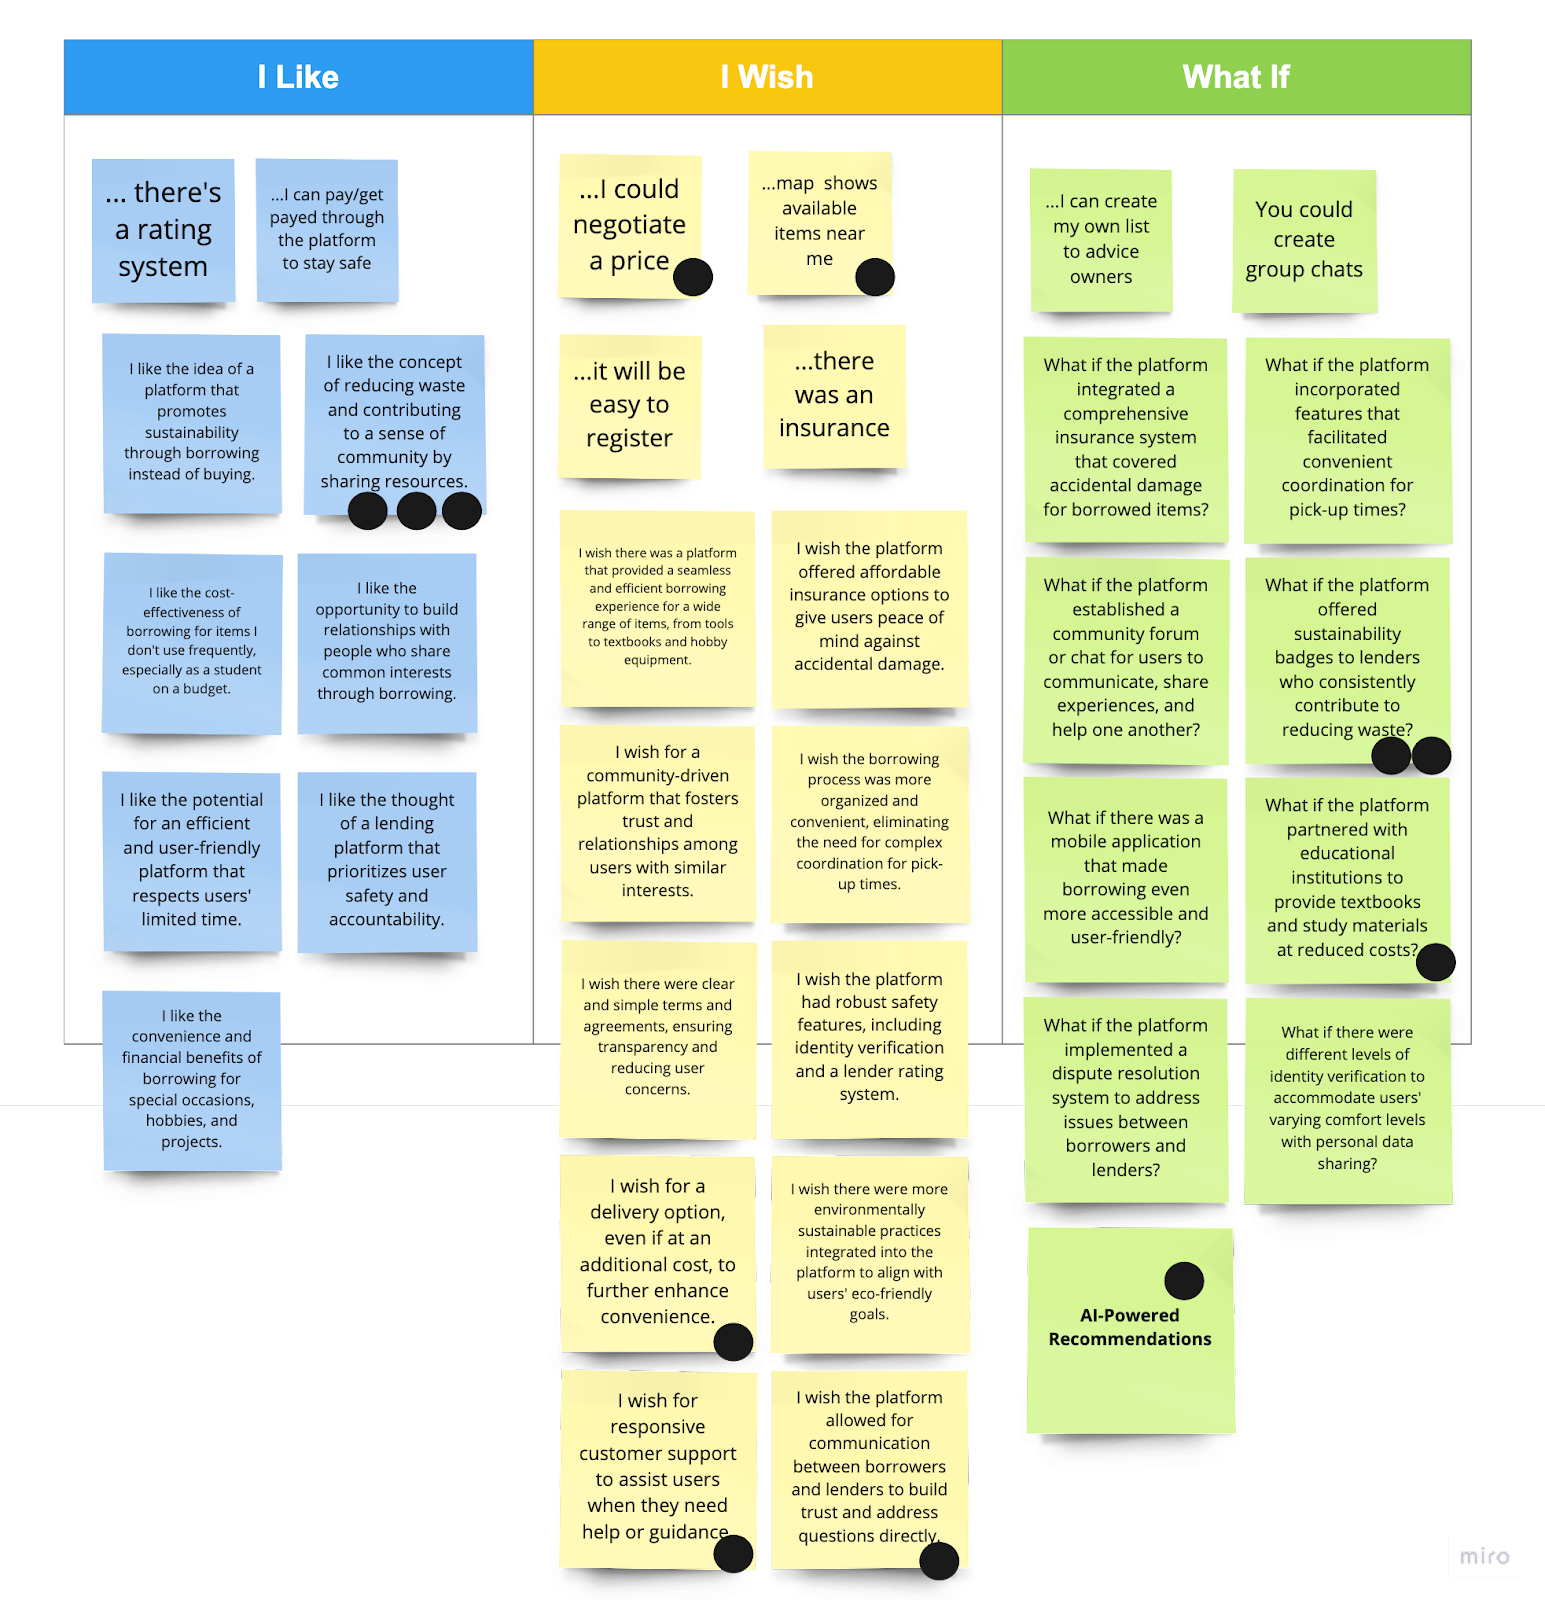 I Like
I Wish
What If
... there's
a rating
system
...I can pay/get
payed through
the platform
to stay safe
I like the idea of a
platform that
promotes
sustainability
through borrowing
instead of buying.
I like the concept
of reducing waste
and contributing
to a sense of
community by
sharing resources.
I like the cost-
effectiveness of
borrowing for items I
don't use frequently,
especially as a student
on a budget.
I like the
opportunity to build
relationships with
people who share
common interests
through borrowing.
I like the potential
for an efficient
and user-friendly
platform that
respects users'
limited time.
I like the thought
of a lending
platform that
prioritizes user
safety and
accountability.
I like the
convenience and
financial benefits of
borrowing for
special occasions,
hobbies, and
projects.
...I could
negotiate
a price
...map shows
available
items near
me
...it will be
easy to
register
...there
was an
insurance
I wish there was a platform
that provided a seamless
and efficient borrowing
experience for a wide
range of items, from tools
to textbooks and hobby
equipment.
I wish the platform
offered affordable
insurance options to
give users peace of
mind against
accidental damage.
I wish for a
community-driven
platform that fosters
trust and
relationships among
users with similar
interests.
I wish the borrowing
process was more
organized and
convenient, eliminating
the need for complex
coordination for pick-
up times.
I wish there were clear
and simple terms and
agreements, ensuring
transparency and
reducing user
concerns.
I wish the platform
had robust safety
features, including
identity verification
and a lender rating
system.
I wish for a
delivery option,
even if at an
additional cost, to
further enhance
convenience.
I wish there were more
environmentally
sustainable practices
integrated into the
platform to align with
users' eco-friendly
goals.
I wish for
responsive
customer support
to assist users
when they need
help or guidance.
I wish the platform
allowed for
communication
between borrowers
and lenders to build
trust and address
questions directly.
...I can create
my own list
to advice
owners
You could
create
group chats
What if the platform
integrated a
comprehensive
insurance system
that covered
accidental damage
for borrowed items?
What if the platform
incorporated
features that
facilitated
convenient
coordination for
pick-up times?
What if the platform
established a
community forum
or chat for users to
communicate, share
experiences, and
help one another?
What if the platform
offered
sustainability
badges to lenders
who consistently
contribute to
reducing waste?
What if there was a
mobile application
that made
borrowing even
more accessible and
user-friendly?
What if the platform
partnered with
educational
institutions to
provide textbooks
and study materials
at reduced costs?
What if the platform
implemented a
dispute resolution
system to address
issues between
borrowers and
lenders?
What if there were
different levels of
identity verification to
accommodate users'
varying comfort levels
with personal data
sharing?
AI-Powered
Recommendations
miro